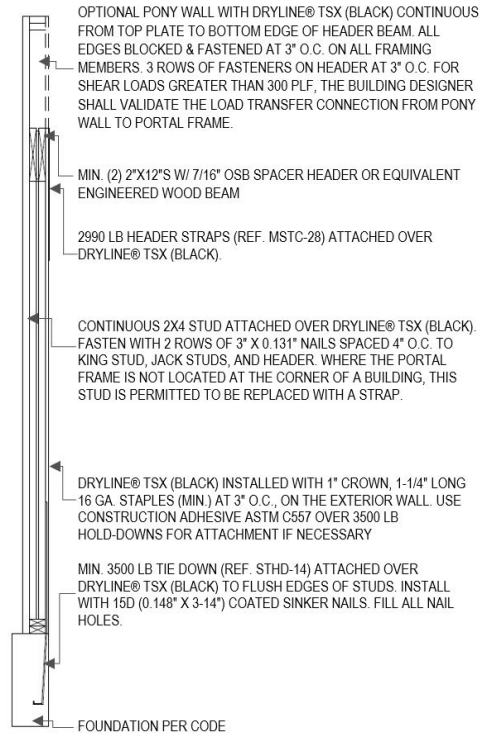 OPTIONAL PONY WALL WITH DRYLINE® TSX (BLACK) CONTINUOUS
FROM TOP PLATE TO BOTTOM EDGE OF HEADER BEAM. ALL
EDGES BLOCKED & FASTENED AT 3" O.C. ON ALL FRAMING
MEMBERS. 3 ROWS OF FASTENERS ON HEADER AT 3" O.C. FOR
SHEAR LOADS GREATER THAN 300 PLF, THE BUILDING DESIGNER
SHALL VALIDATE THE LOAD TRANSFER CONNECTION FROM PONY
WALL TO PORTAL FRAME.
MIN. (2) 2"X12"S W/ 7/16" OSB SPACER HEADER OR EQUIVALENT
ENGINEERED WOOD BEAM
2990 LB HEADER STRAPS (REF. MSTC-28) ATTACHED OVER
DRYLINE® TSX (BLACK).
CONTINUOUS 2X4 STUD ATTACHED OVER DRYLINE® TSX (BLACK).
FASTEN WITH 2 ROWS OF 3" X 0.131" NAILS SPACED 4" O.C. TO
KING STUD, JACK STUDS, AND HEADER. WHERE THE PORTAL
FRAME IS NOT LOCATED AT THE CORNER OF A BUILDING, THIS
STUD IS PERMITTED TO BE REPLACED WITH A STRAP.
DRYLINE® TSX (BLACK) INSTALLED WITH 1" CROWN, 1-1/4" LONG
16 GA. STAPLES (MIN.) AT 3" O.C., ON THE EXTERIOR WALL. USE
CONSTRUCTION ADHESIVE ASTM C557 OVER 3500 LB
HOLD-DOWNS FOR ATTACHMENT IF NECESSARY
MIN. 3500 LB TIE DOWN (REF. STHD-14) ATTACHED OVER
DRYLINE® TSX (BLACK) TO FLUSH EDGES OF STUDS. INSTALL
WITH 15D (0.148" X 3-14") COATED SINKER NAILS. FILL ALL NAIL
HOLES.
FOUNDATION PER CODE